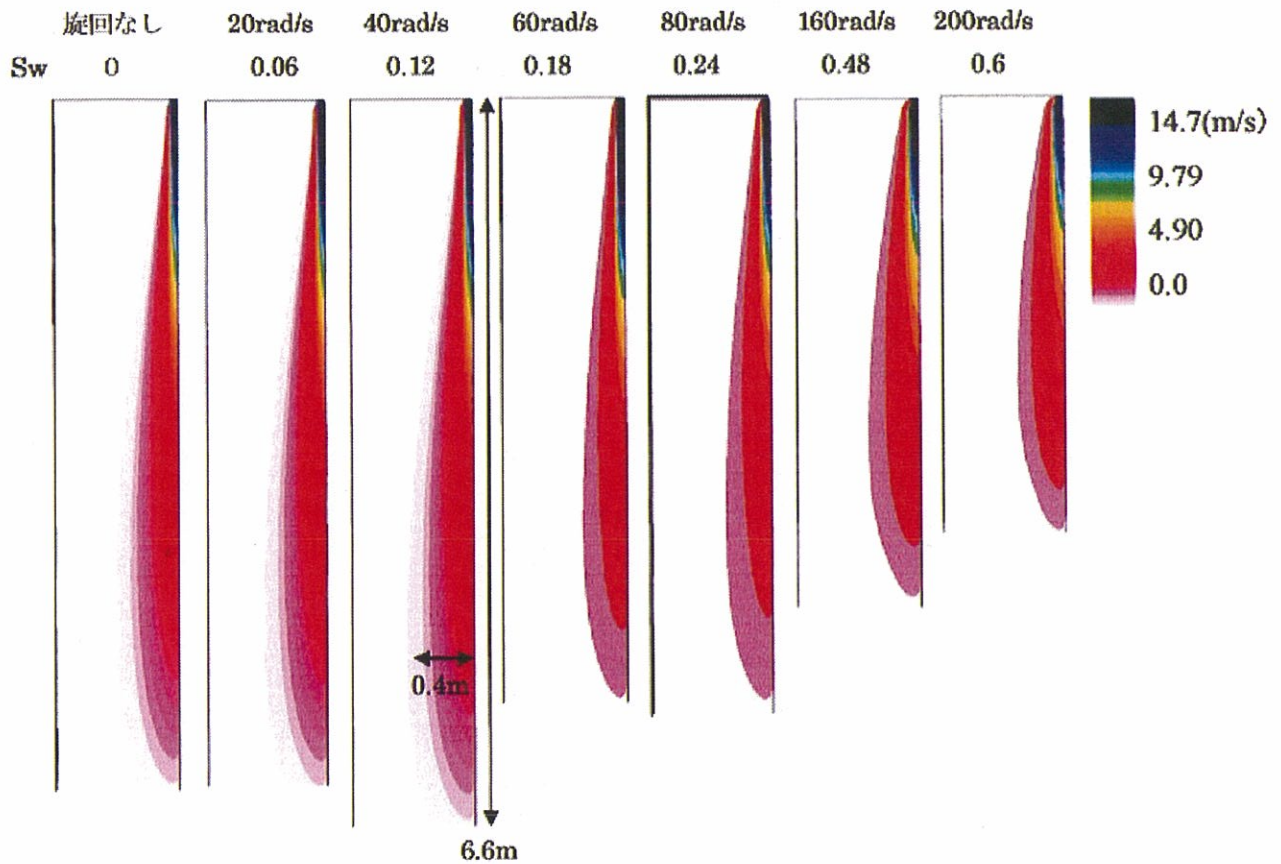 旋回なし 20rad/s 40rad/s 60rad/s 80rad/s 160rad/s 200rad/s
Sw 0 0.06 0.12 0.18 0.24 0.48 0.6
14.7(m/s)
9.79
4.90
0.0
0.4m
6.6m